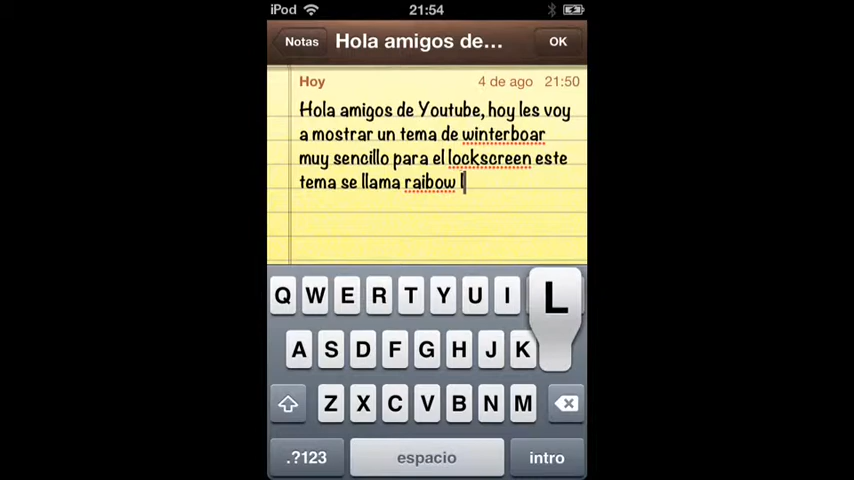 iPod 21:54
Notas Hola amigos de... OK
Hoy 4 de ago 21:50
Hola amigos de Youtube, hoy les voy
a mostrar un tema de winterboar
muy sencillo para el lockscreen este
tema se llama raibow l
Q W E R T Y U I L
A S D F G H J K
Z X C V B N M
.?123 espacio intro